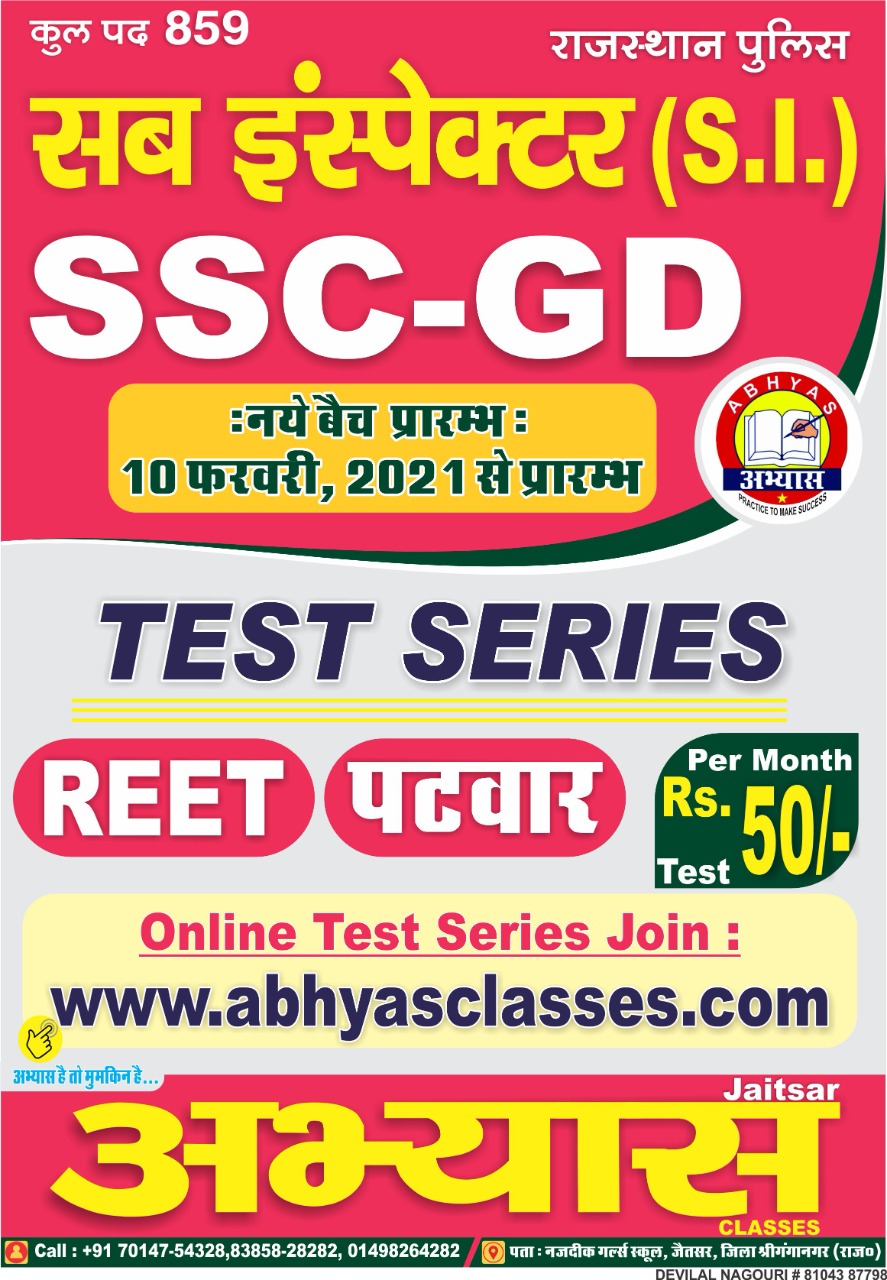 कुल पद 859
राजस्थान पुलिस
सब इंस्पेक्टर (S.I.)
SSC-GD
:नये बैच प्रारम्भ:
10 फरवरी, 2021 से प्रारम्भ
ABHYAS
अभ्यास
PRACTICE TO MAKE SUCCESS
TEST SERIES
REET
पटवार
Per Month
Rs. 50/-
Test
Online Test Series Join :
www.abhyasclasses.com
अभ्यास है तो मुमकिन है...
Jaitsar
अभ्यास
CLASSES
Call : +91 70147-54328,83858-28282, 01498264282
पता : नजदीक गर्ल्स स्कूल, जैतसर, जिला श्रीगंगानगर (राज०)
DEVILAL NAGOURI # 81043 87798